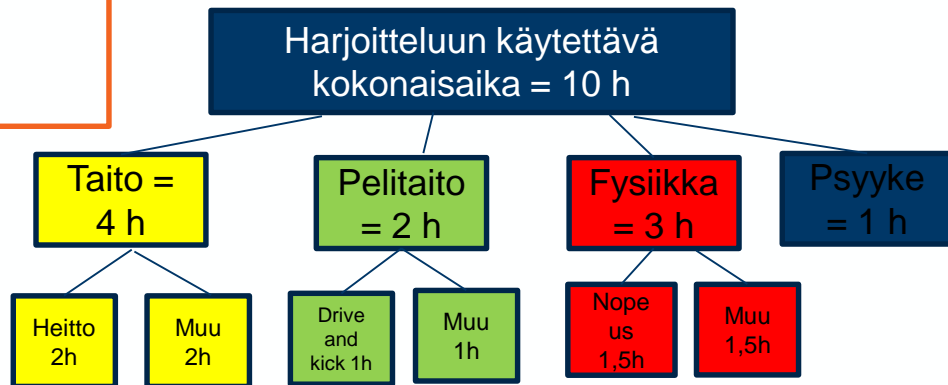 Harjoitteluun käytettävä
kokonaisaika = 10 h
Taito =
4 h
Pelitaito
= 2 h
Fysiikka
= 3 h
Psyyke
= 1 h
Heitto
2h
Muu
2h
Drive
and
kick 1h
Muu
1h
Nope
us
1,5h
Muu
1,5h